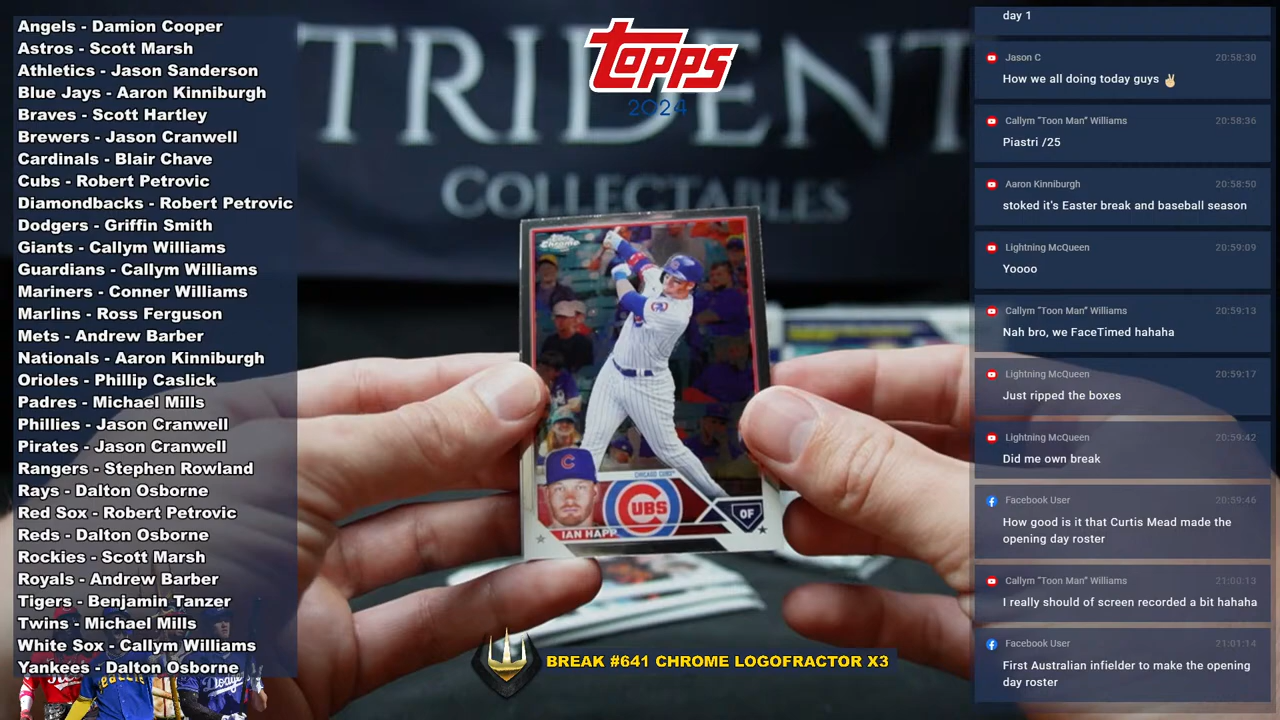 Angels - Damion Cooper
Astros - Scott Marsh
Athletics - Jason Sanderson
Blue Jays - Aaron Kinniburgh
Braves - Scott Hartley
Brewers - Jason Cranwell
Cardinals - Blair Chave
Cubs - Robert Petrovic
Diamondbacks - Robert Petrovic
Dodgers - Griffin Smith
Giants - Callym Williams
Guardians - Callym Williams
Mariners - Conner Williams
Marlins - Ross Ferguson
Mets - Andrew Barber
Nationals - Aaron Kinniburgh
Orioles - Phillip Caslick
Padres - Michael Mills
Phillies - Jason Cranwell
Pirates - Jason Cranwell
Rangers - Stephen Rowland
Rays - Dalton Osborne
Red Sox - Robert Petrovic
Reds - Dalton Osborne
Rockies - Scott Marsh
Royals - Andrew Barber
Tigers - Benjamin Tanzer
Twins - Michael Mills
White Sox - Callym Williams
Yankees - Dalton Osborne
TRIDENT
COLLECTABLES
topps
2024
Topps
Chrome
CHICAGO CUBS
CUBS
OF
C
IAN HAPP
BREAK #641 CHROME LOGOFRACTOR X3
day 1
Jason C 20:58:30
How we all doing today guys ✌🏻
Callym "Toon Man" Williams 20:58:36
Piastri /25
Aaron Kinniburgh 20:58:50
stoked it's Easter break and baseball season
Lightning McQueen 20:59:09
Yoooo
Callym "Toon Man" Williams 20:59:13
Nah bro, we FaceTimed hahaha
Lightning McQueen 20:59:17
Just ripped the boxes
Lightning McQueen 20:59:42
Did me own break
Facebook User 20:59:46
How good is it that Curtis Mead made the
opening day roster
Callym "Toon Man" Williams 21:00:13
I really should of screen recorded a bit hahaha
Facebook User 21:01:14
First Australian infielder to make the opening
day roster